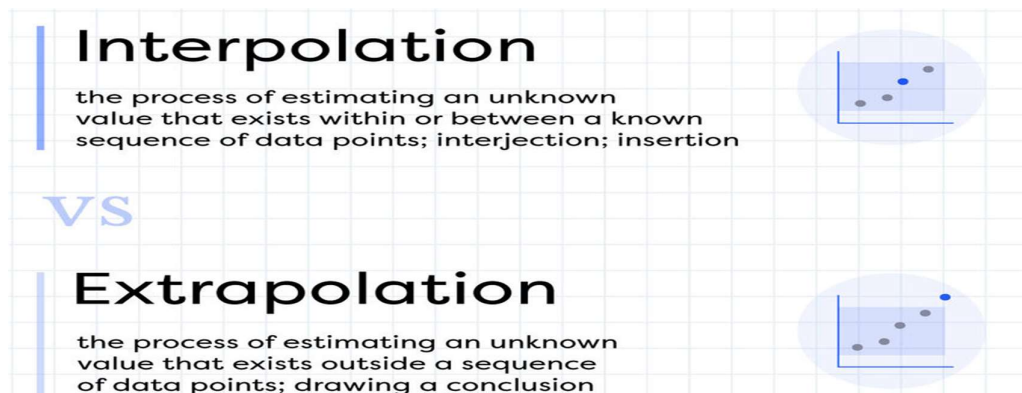 Interpolation
the process of estimating an unknown
value that exists within or between a known
sequence of data points; interjection; insertion
vs
Extrapolation
the process of estimating an unknown
value that exists outside a sequence
of data points; drawing a conclusion